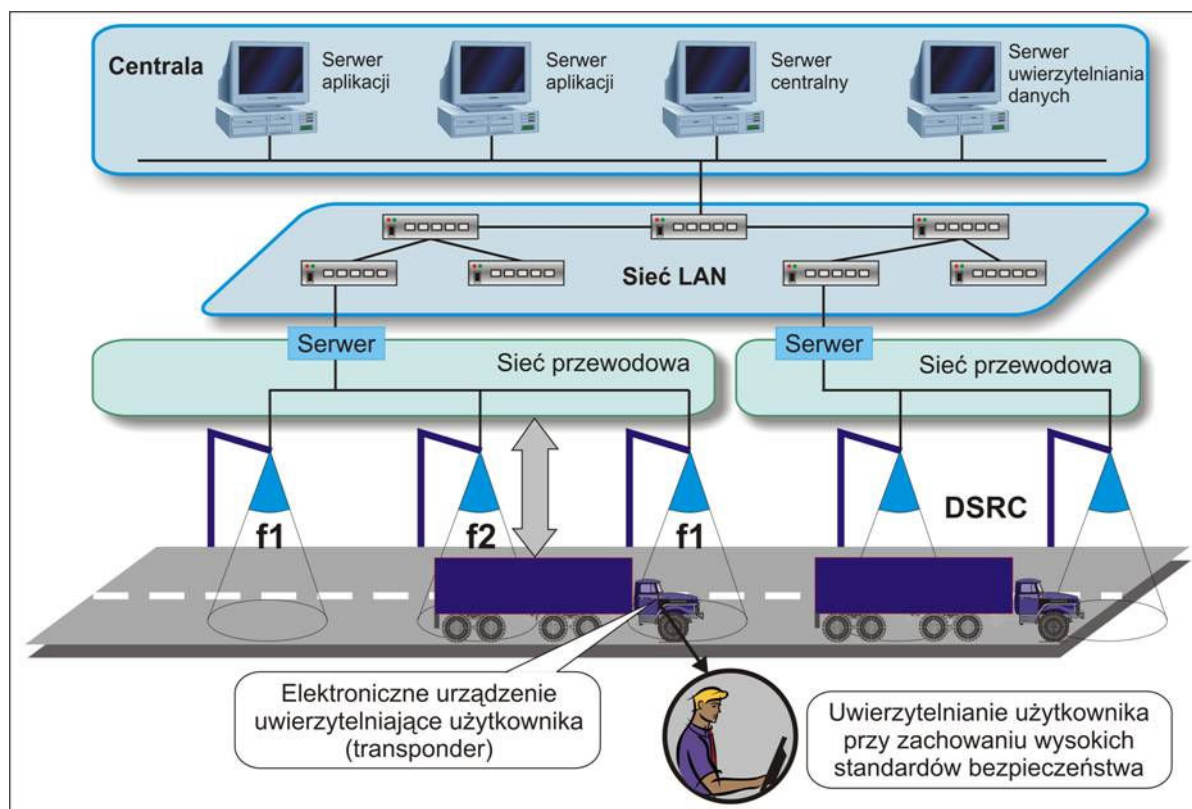 Centrala
Serwer
aplikacji
Serwer
aplikacji
Serwer
centralny
Serwer
uwierzytelniania
danych
Sieć LAN
Serwer
Sieć przewodowa
Serwer
Sieć przewodowa
f1
f2
f1
DSRC
Elektroniczne urządzenie
uwierzytelniające użytkownika
(transponder)
Uwierzytelnianie użytkownika
przy zachowaniu wysokich
standardów bezpieczeństwa